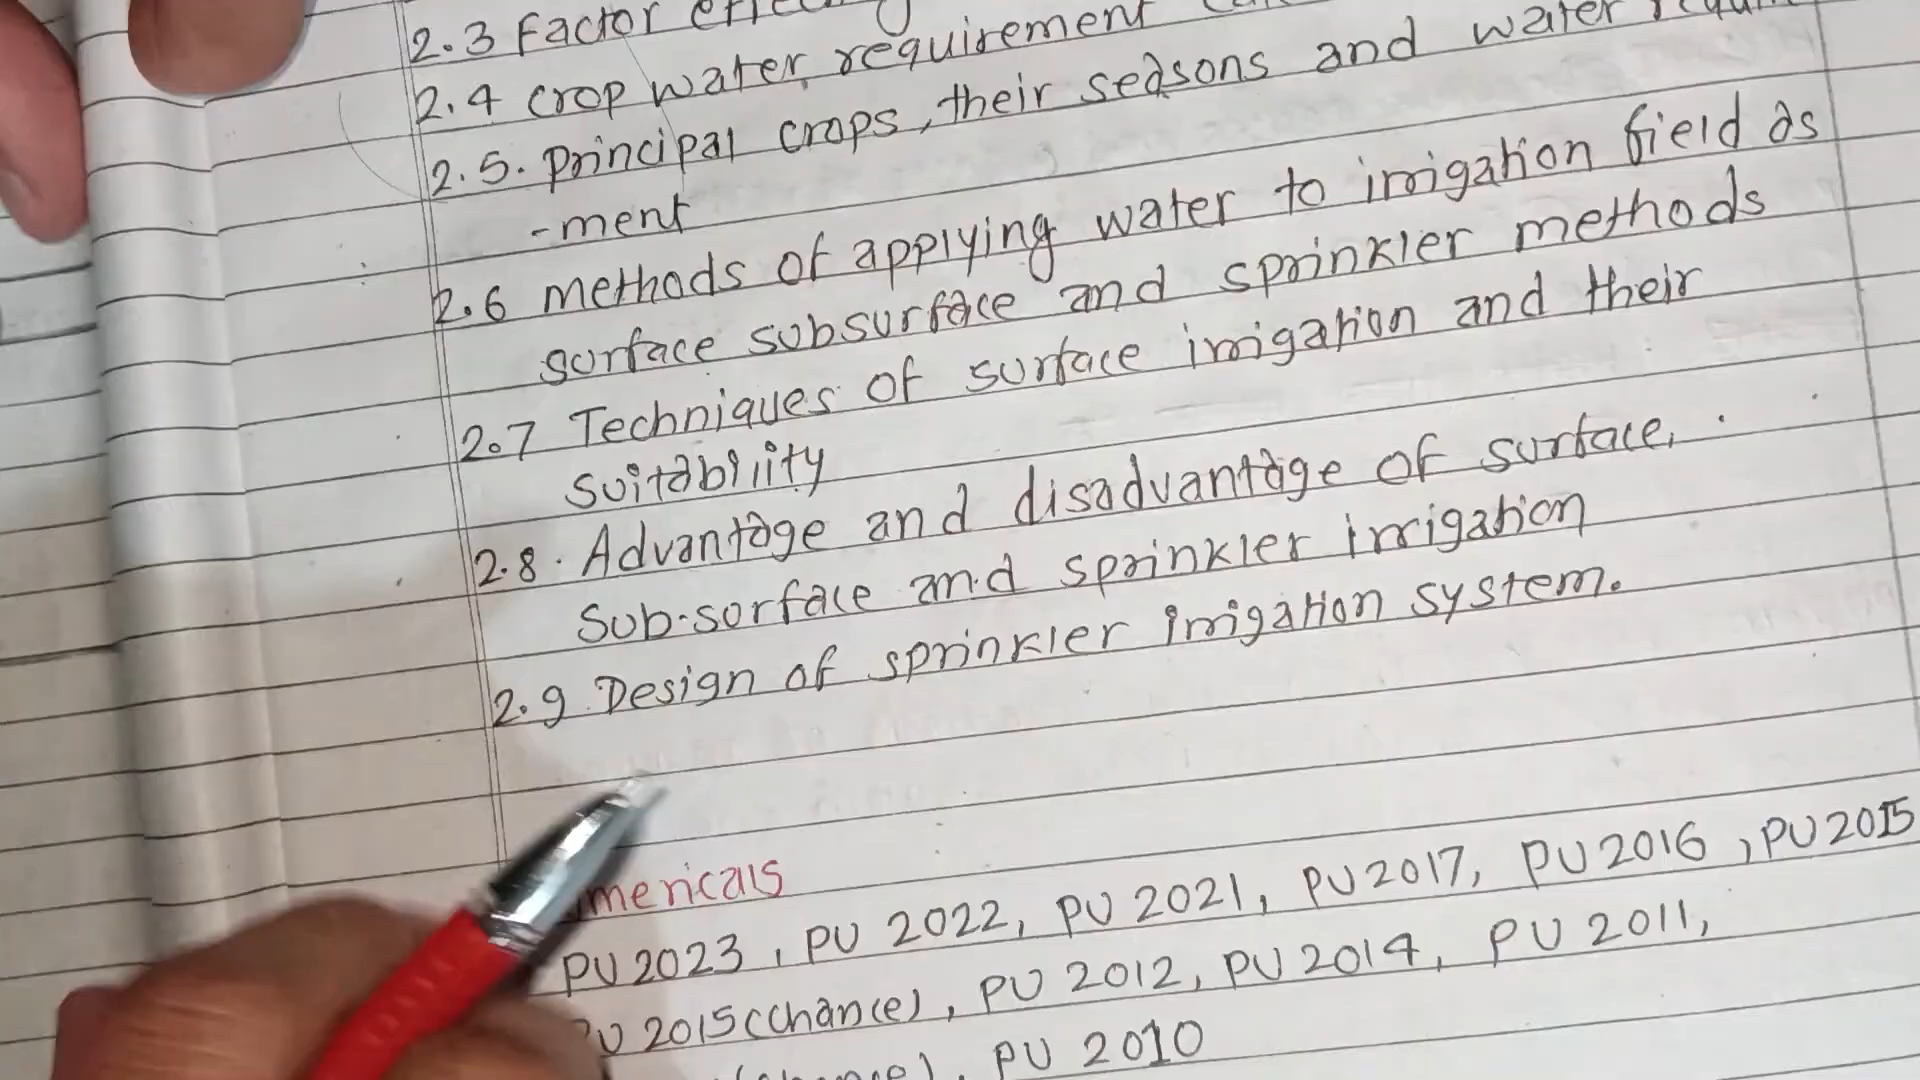 2.3 Factor
2.4 crop water requirement
2.5. principal crops, their seasons and water
-ment
2.6 methods of applying water to irrigation field as
surface subsurface and sprinkler methods
2.7 Techniques of surface irrigation and their
suitability
2.8. Advantage and disadvantage of surface,
Sub-surface and sprinkler irrigation
2.9 Design of sprinkler irrigation system.
mericals
PU 2023, PU 2022, PU 2021, PU 2017, PU 2016, PU 2015
PU 2015 (chance), PU 2012, PU 2014, PU 2011,
PU 2010